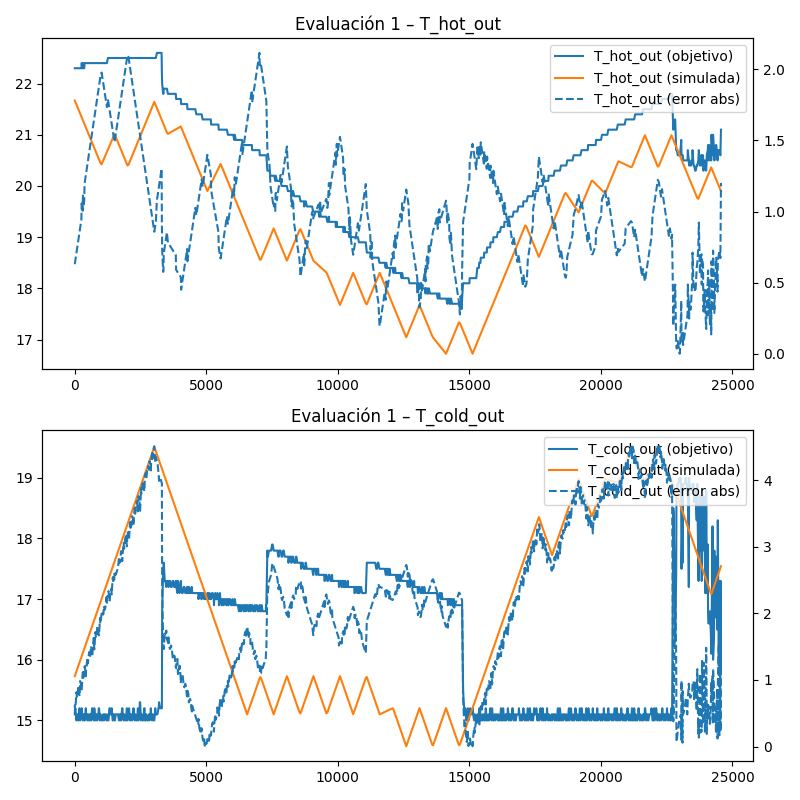 Evaluación 1 – T_hot_out
T_hot_out (objetivo)
T_hot_out (simulada)
T_hot_out (error abs)
22
21
20
19
18
17
2.0
1.5
1.0
0.5
0.0
0 5000 10000 15000 20000 25000
Evaluación 1 – T_cold_out
T_cold_out (objetivo)
T_cold_out (simulada)
T_cold_out (error abs)
19
18
17
16
15
4
3
2
1
0
0 5000 10000 15000 20000 25000